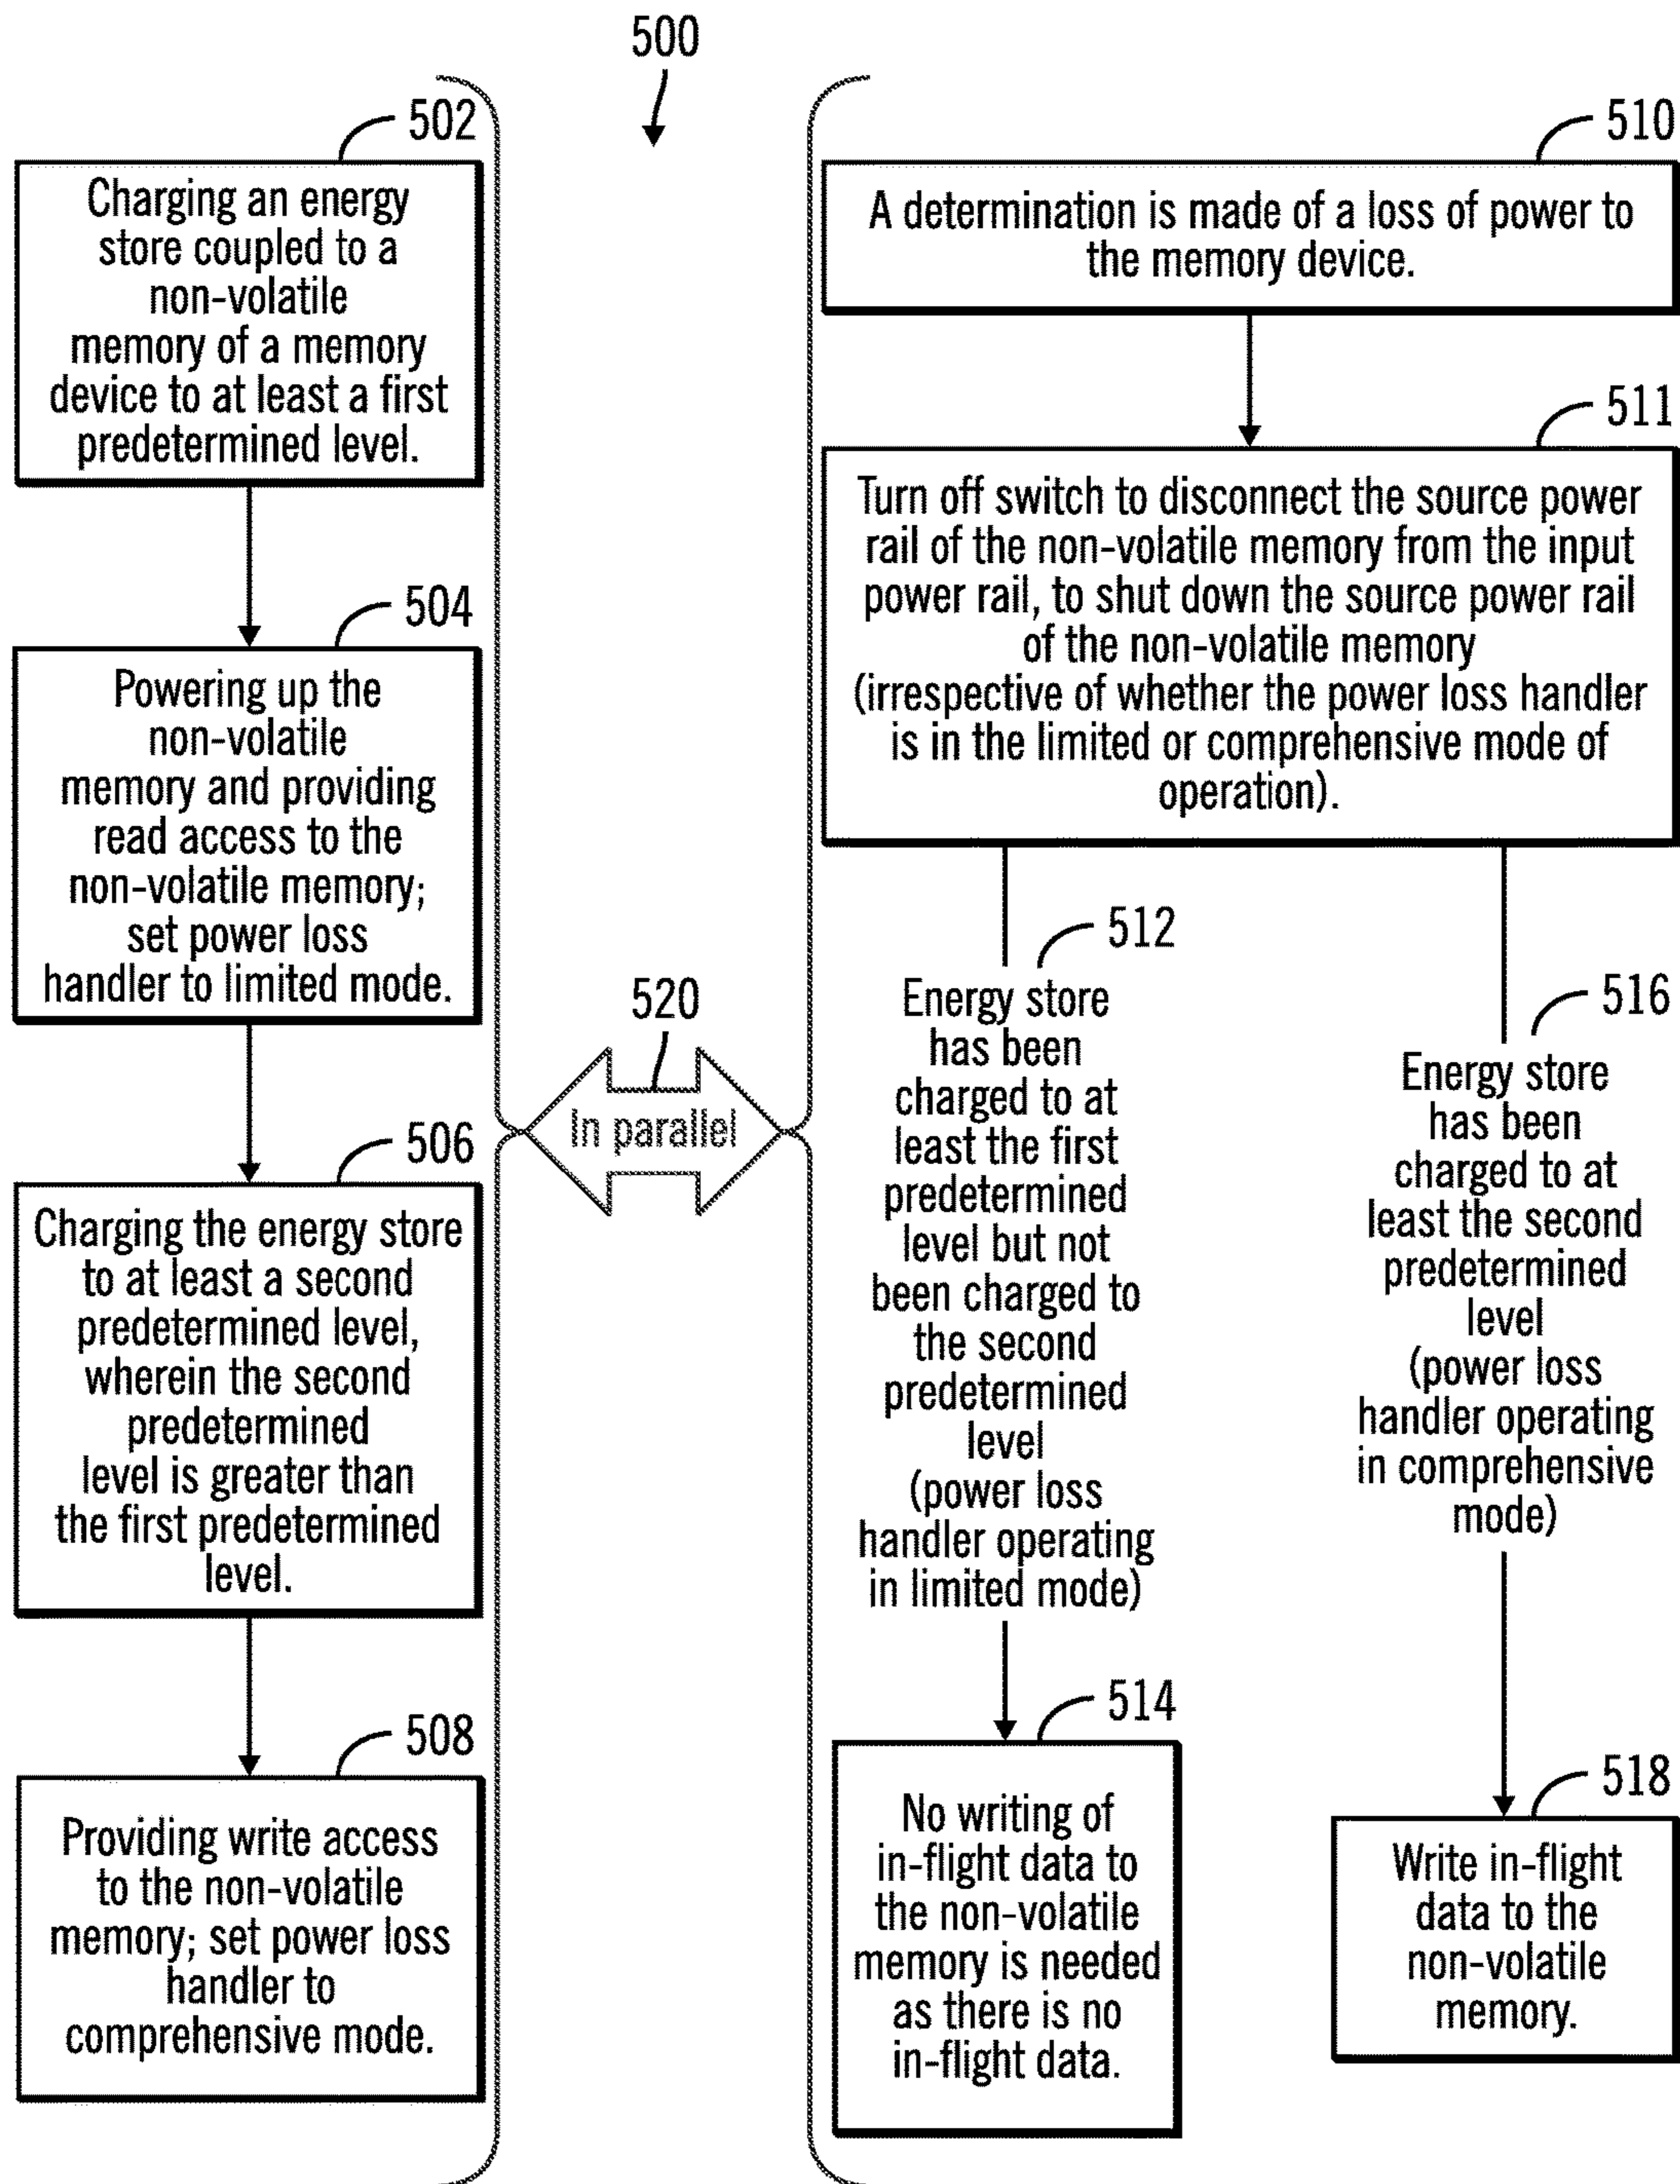 500
502
Charging an energy
store coupled to a
non-volatile
memory of a memory
device to at least a first
predetermined level.
504
Powering up the
non-volatile
memory and providing
read access to the
non-volatile memory;
set power loss
handler to limited mode.
506
Charging the energy store
to at least a second
predetermined level,
wherein the second
predetermined
level is greater than
the first predetermined
level.
508
Providing write access
to the non-volatile
memory; set power loss
handler to
comprehensive mode.
520
In parallel
510
A determination is made of a loss of power to
the memory device.
511
Turn off switch to disconnect the source power
rail of the non-volatile memory from the input
power rail, to shut down the source power rail
of the non-volatile memory
(irrespective of whether the power loss handler
is in the limited or comprehensive mode of
operation).
512
Energy store
has been
charged to at
least the first
predetermined
level but not
been charged to
the second
predetermined
level
(power loss
handler operating
in limited mode)
514
No writing of
in-flight data to
the non-volatile
memory is needed
as there is no
in-flight data.
516
Energy store
has been
charged to at
least the second
predetermined
level
(power loss
handler operating
in comprehensive
mode)
518
Write in-flight
data to the
non-volatile
memory.